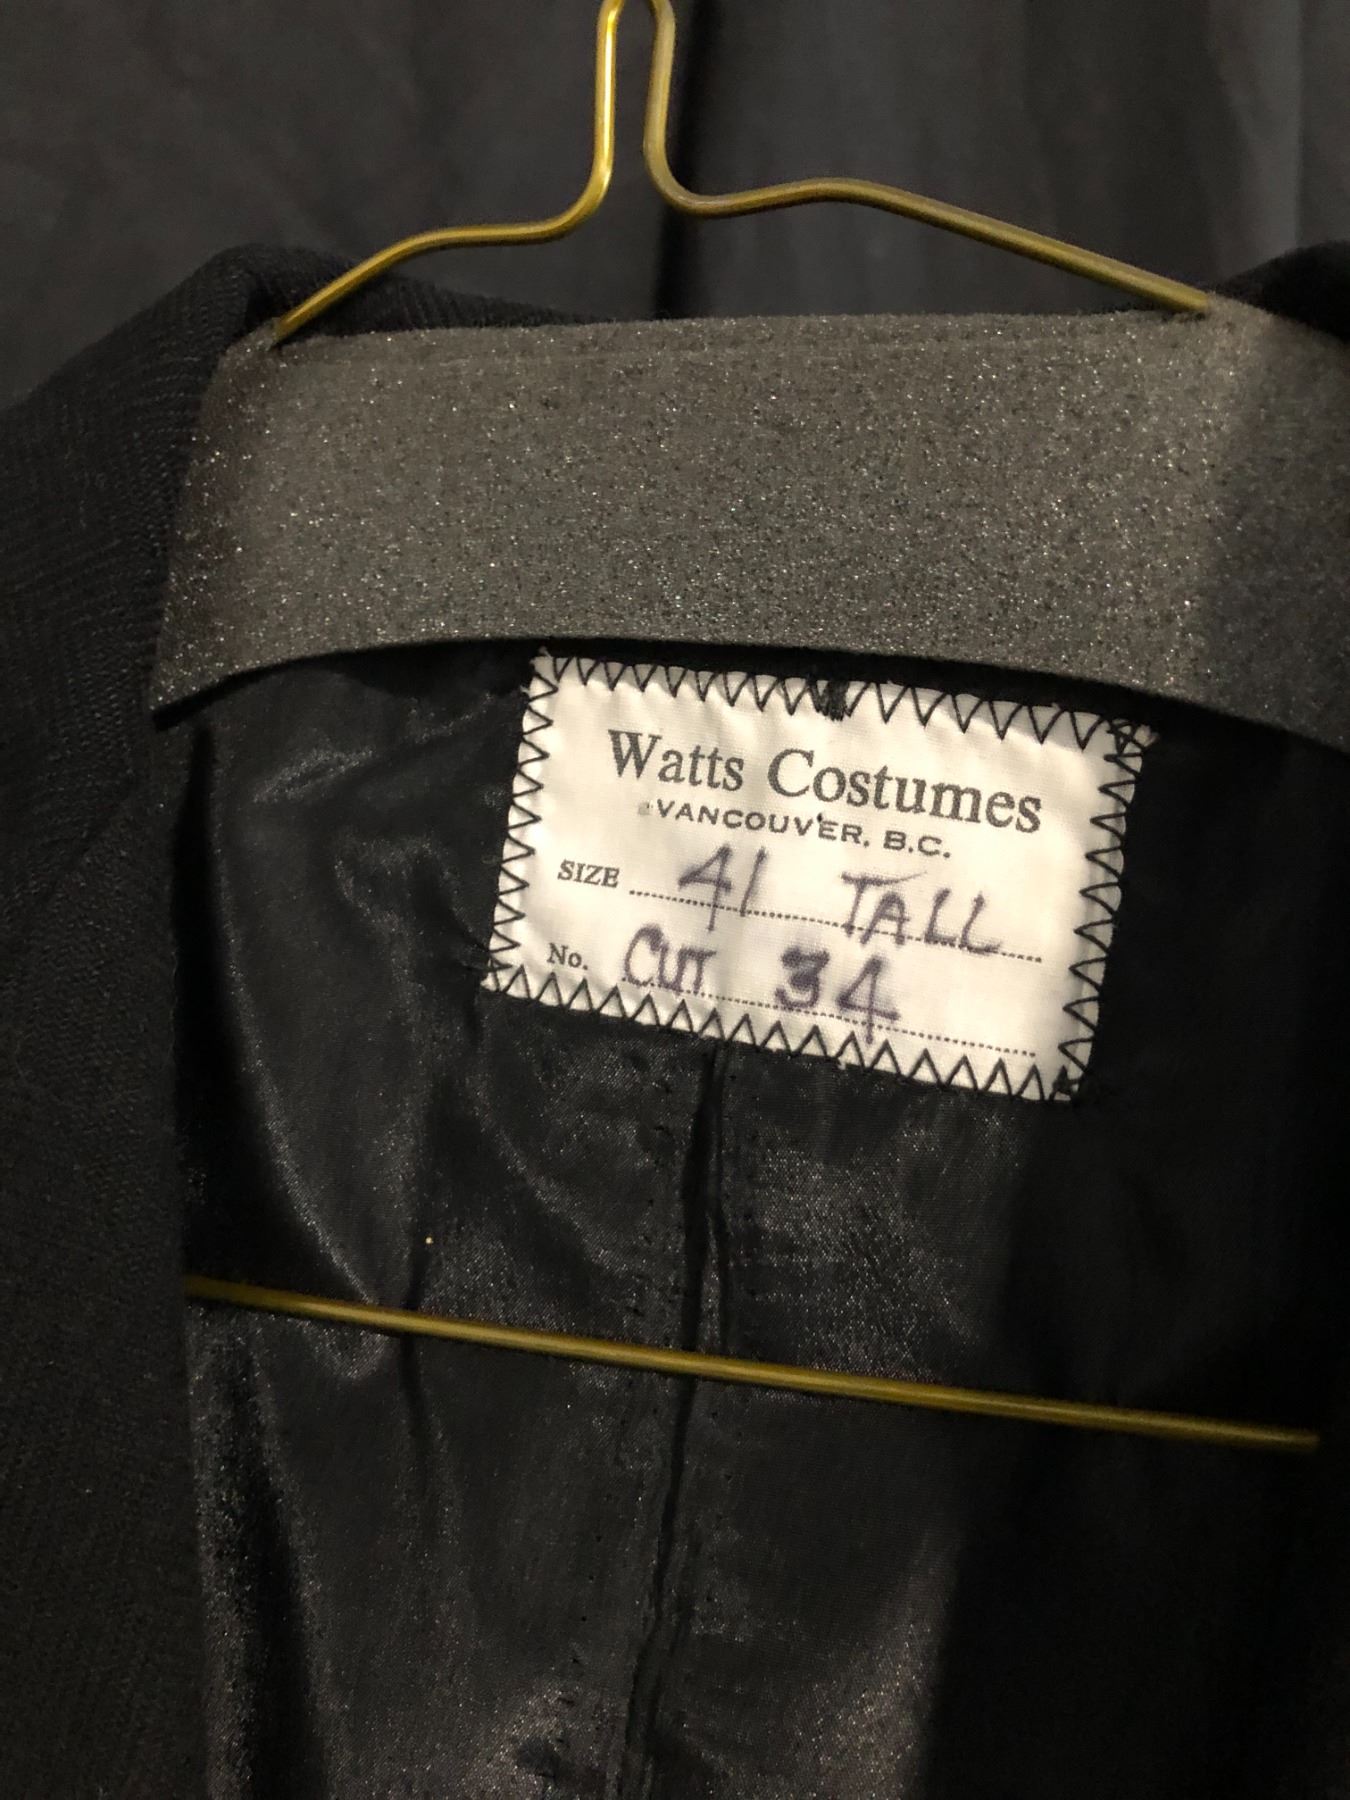 Watts Costumes
VANCOUVER, B.C.
SIZE 41 TALL
No. CUT 34